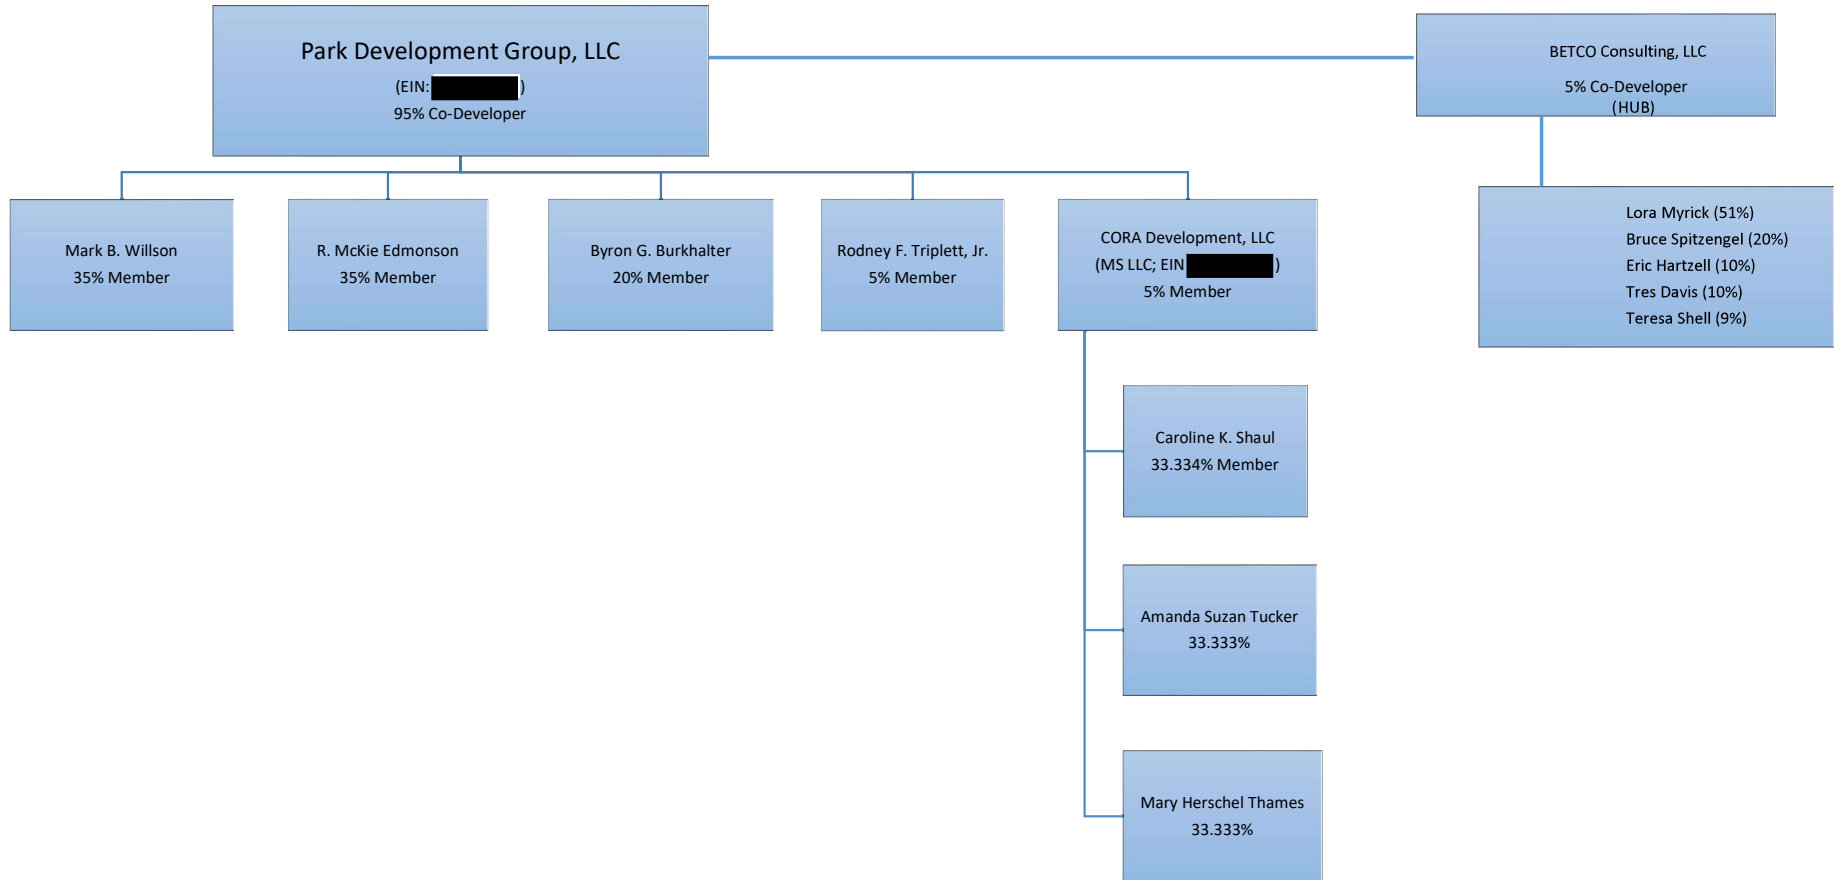 Park Development Group, LLC
(EIN: )
95% Co-Developer
BETCO Consulting, LLC
5% Co-Developer
(HUB)
Mark B. Willson
35% Member
R. McKie Edmonson
35% Member
Byron G. Burkhalter
20% Member
Rodney F. Triplett, Jr.
5% Member
CORA Development, LLC
(MS LLC; EIN )
5% Member
Lora Myrick (51%)
Bruce Spitzengel (20%)
Eric Hartzell (10%)
Tres Davis (10%)
Teresa Shell (9%)
Caroline K. Shaul
33.334% Member
Amanda Suzan Tucker
33.333%
Mary Herschel Thames
33.333%